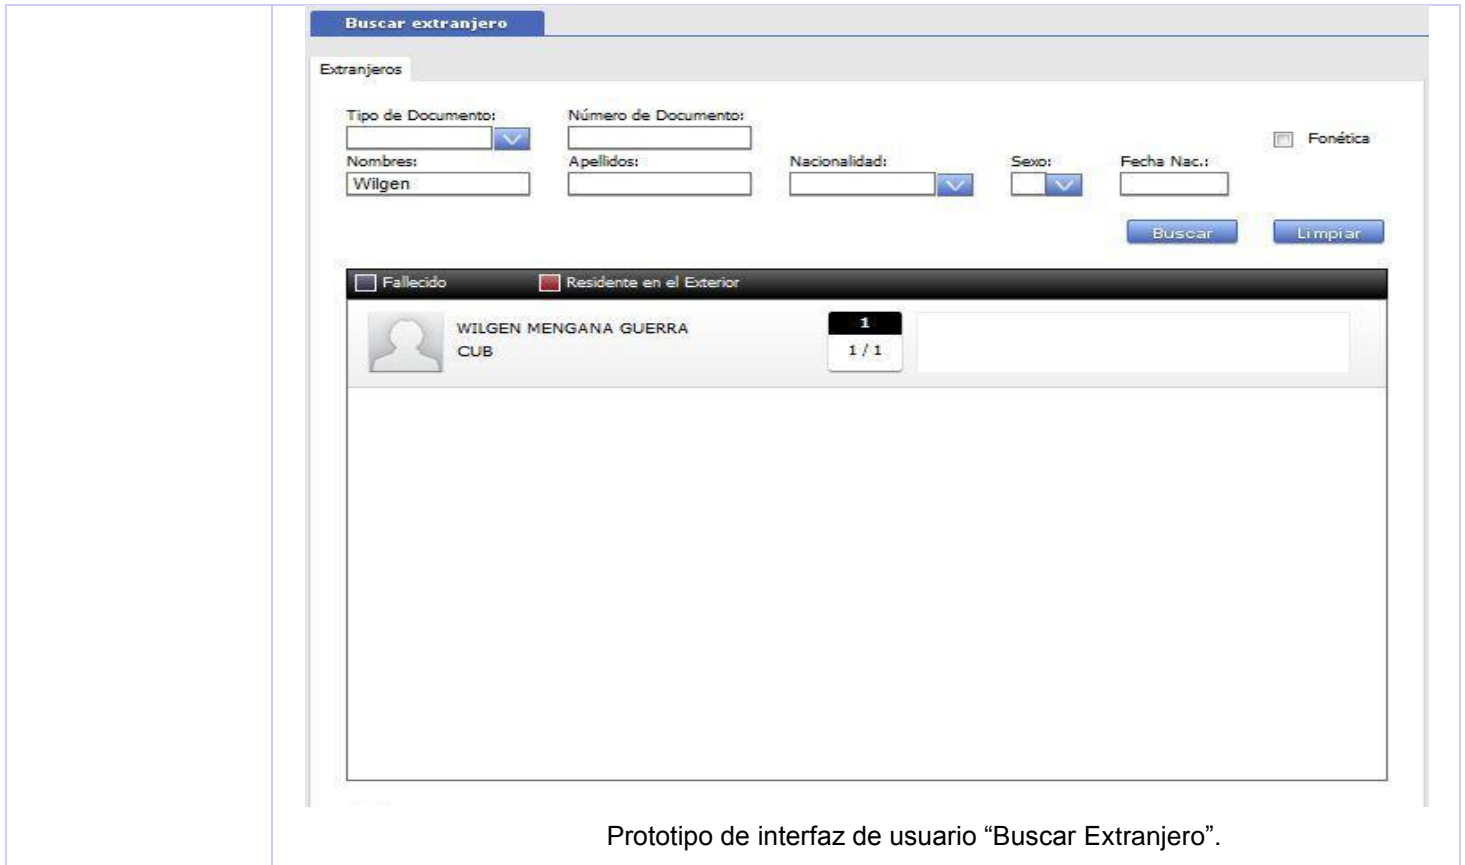 Buscar extranjero
Extranjeros
Tipo de Documento: Número de Documento:
Fonética
Nombres: Apellidos: Nacionalidad: Sexo: Fecha Nac.:
Wilgen
Buscar Limpiar
Fallecido Residente en el Exterior
WILGEN MENGANA GUERRA 1
CUB 1 / 1
Prototipo de interfaz de usuario “Buscar Extranjero”.